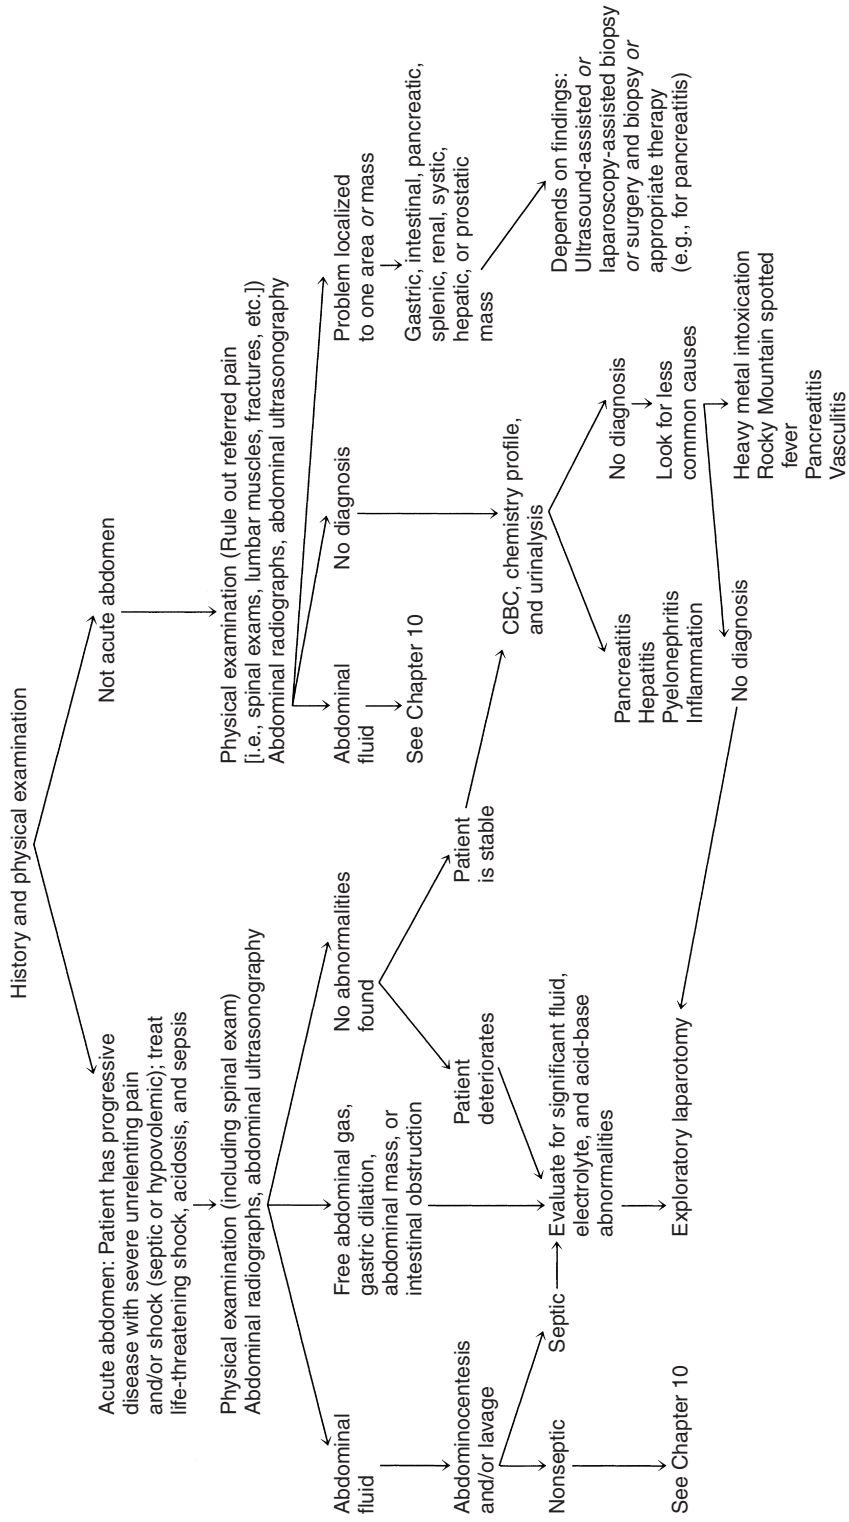 History and physical examination
Acute abdomen: Patient has progressive
disease with severe unrelenting pain
and/or shock (septic or hypovolemic); treat
life-threatening shock, acidosis, and sepsis
Not acute abdomen
Physical examination (including spinal exam)
Abdominal radiographs, abdominal ultrasonography
Physical examination (Rule out referred pain
[i.e., spinal exams, lumbar muscles, fractures, etc.])
Abdominal radiographs, abdominal ultrasonography
Abdominal
fluid
Free abdominal gas,
gastric dilation,
abdominal mass, or
intestinal obstruction
No abnormalities
found
Abdominal
fluid
No diagnosis
Problem localized
to one area or mass
See Chapter 10
Gastric, intestinal, pancreatic,
splenic, renal, systic,
hepatic, or prostatic
mass
Abdominocentesis
and/or lavage
Patient
deteriorates
Patient
is stable
CBC, chemistry profile,
and urinalysis
Nonseptic
Septic
Evaluate for significant fluid,
electrolyte, and acid-base
abnormalities
Depends on findings:
Ultrasound-assisted or
laparoscopy-assisted biopsy
or surgery and biopsy or
appropriate therapy
(e.g., for pancreatitis)
Pancreatitis
Hepatitis
Pyelonephritis
Inflammation
No diagnosis
Look for less
common causes
See Chapter 10
Exploratory laparotomy
No diagnosis
Heavy metal intoxication
Rocky Mountain spotted
fever
Pancreatitis
Vasculitis